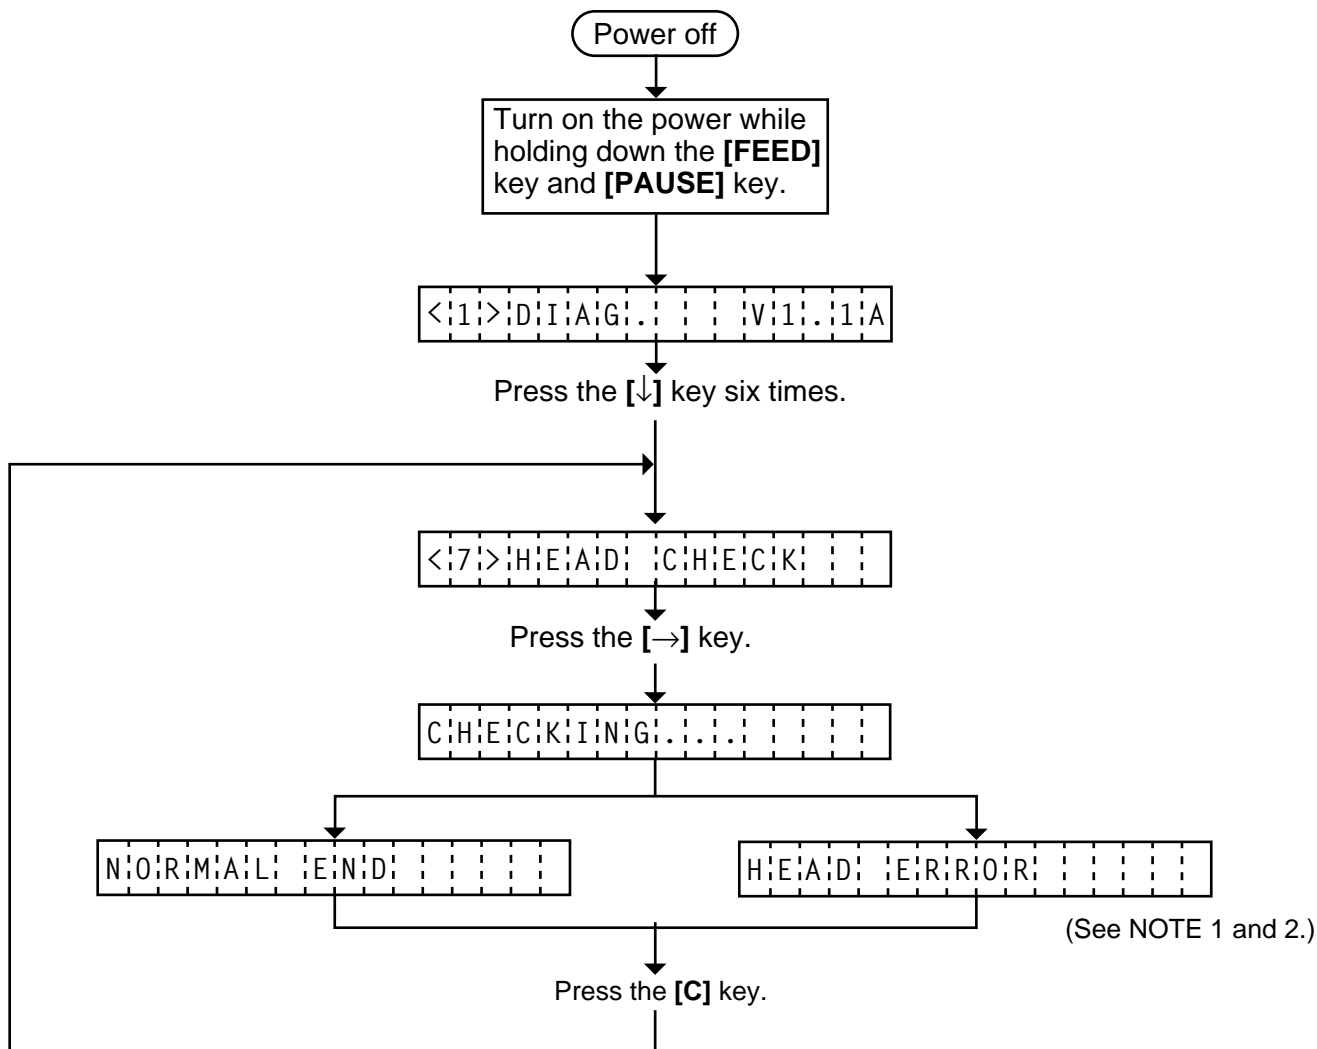 Power off
Turn on the power while
holding down the [FEED]
key and [PAUSE] key.
<1>DIAG.   V1.1A
Press the [↓] key six times.
<7>HEAD CHECK
Press the [→] key.
CHECKING...
NORMAL END
HEAD ERROR
(See NOTE 1 and 2.)
Press the [C] key.